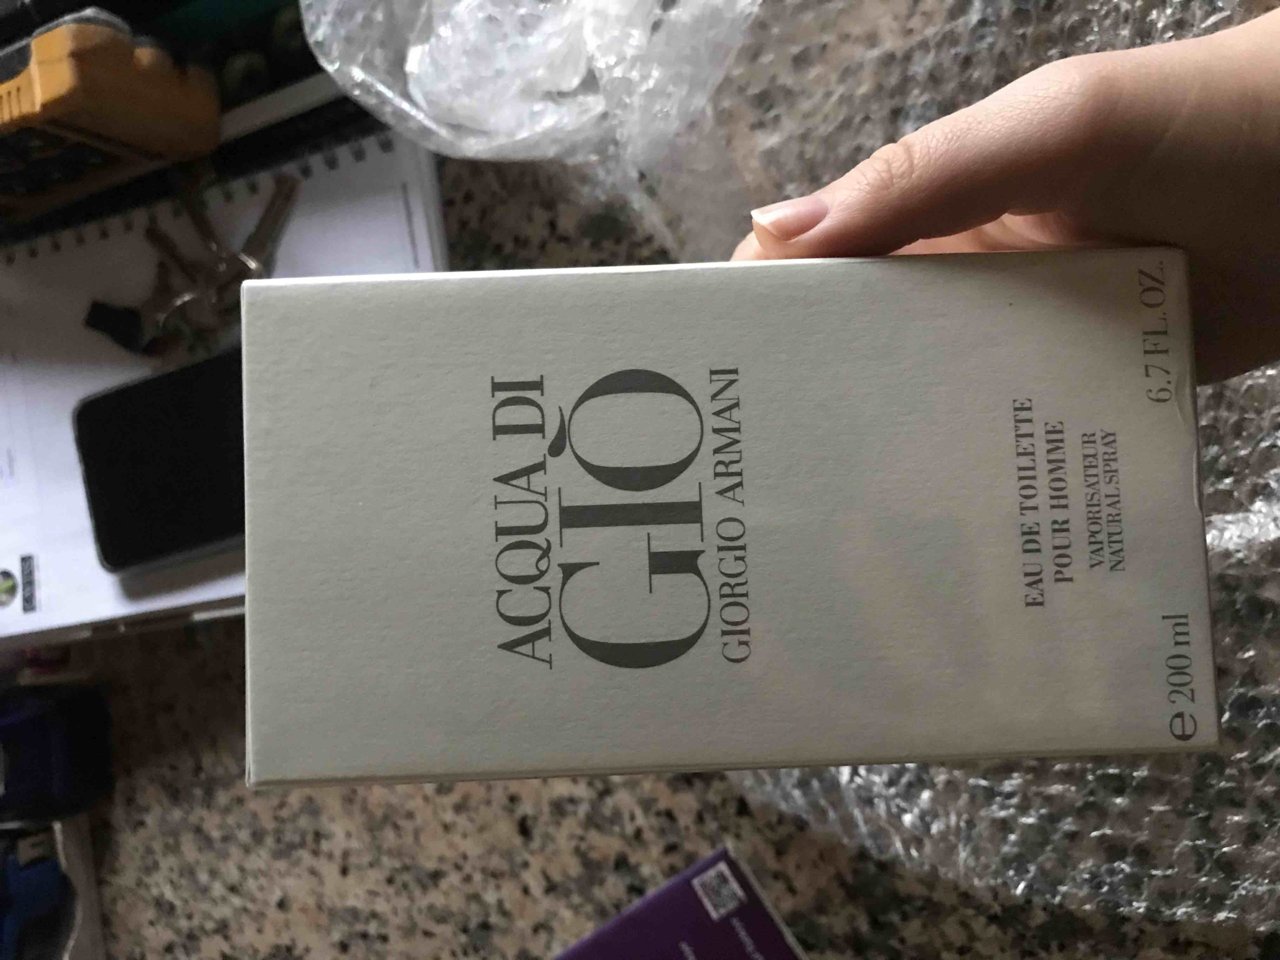 ACQUA DI
GIÒ
GIORGIO ARMANI
EAU DE TOILETTE
POUR HOMME
VAPORISATEUR
NATURAL SPRAY
e 200 ml 6.7 FL. OZ.